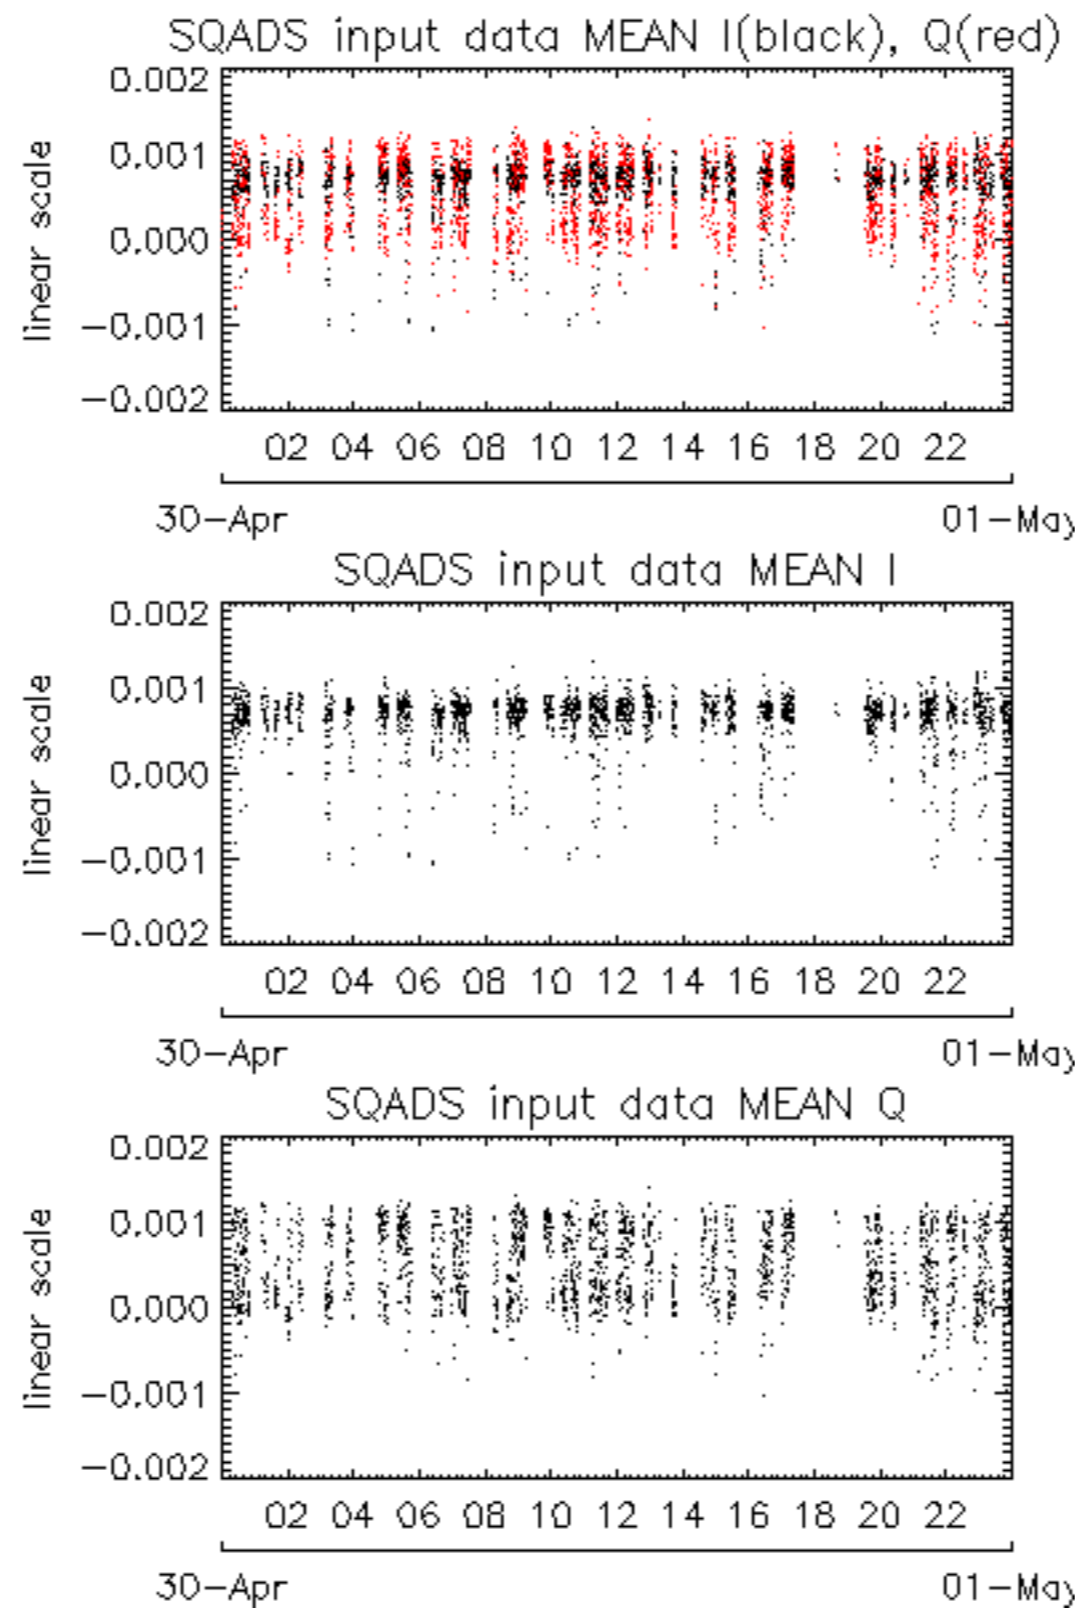 SQADS input data MEAN I(black), Q(red)
0.002
0.001
0.000
−0.001
−0.002
linear scale
02 04 06 08 10 12 14 16 18 20 22
30−Apr 01−May
SQADS input data MEAN I
0.002
0.001
0.000
−0.001
−0.002
linear scale
02 04 06 08 10 12 14 16 18 20 22
30−Apr 01−May
SQADS input data MEAN Q
0.002
0.001
0.000
−0.001
−0.002
linear scale
02 04 06 08 10 12 14 16 18 20 22
30−Apr 01−May